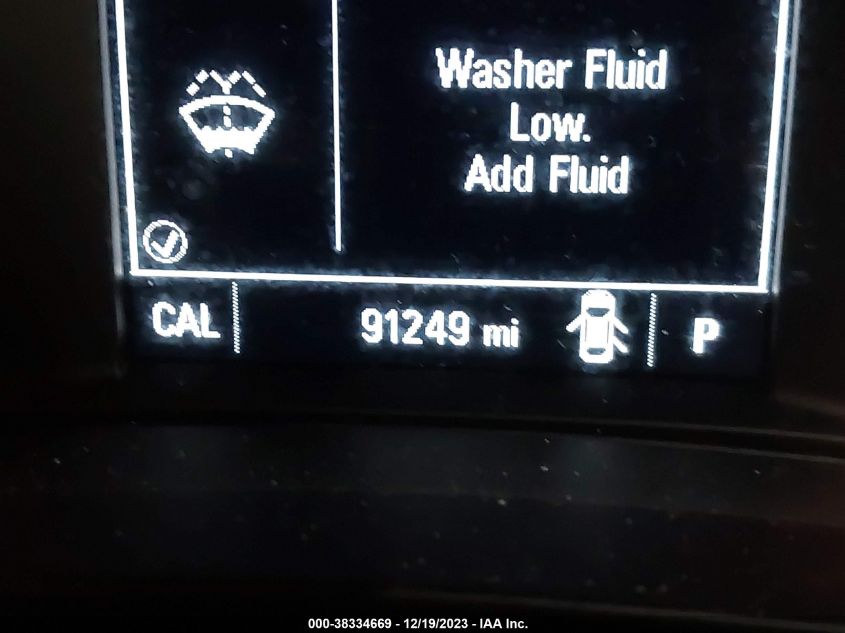 Washer Fluid
Low.
Add Fluid
CAL 91249 mi P
000-38334669 - 12/19/2023 - IAA Inc.